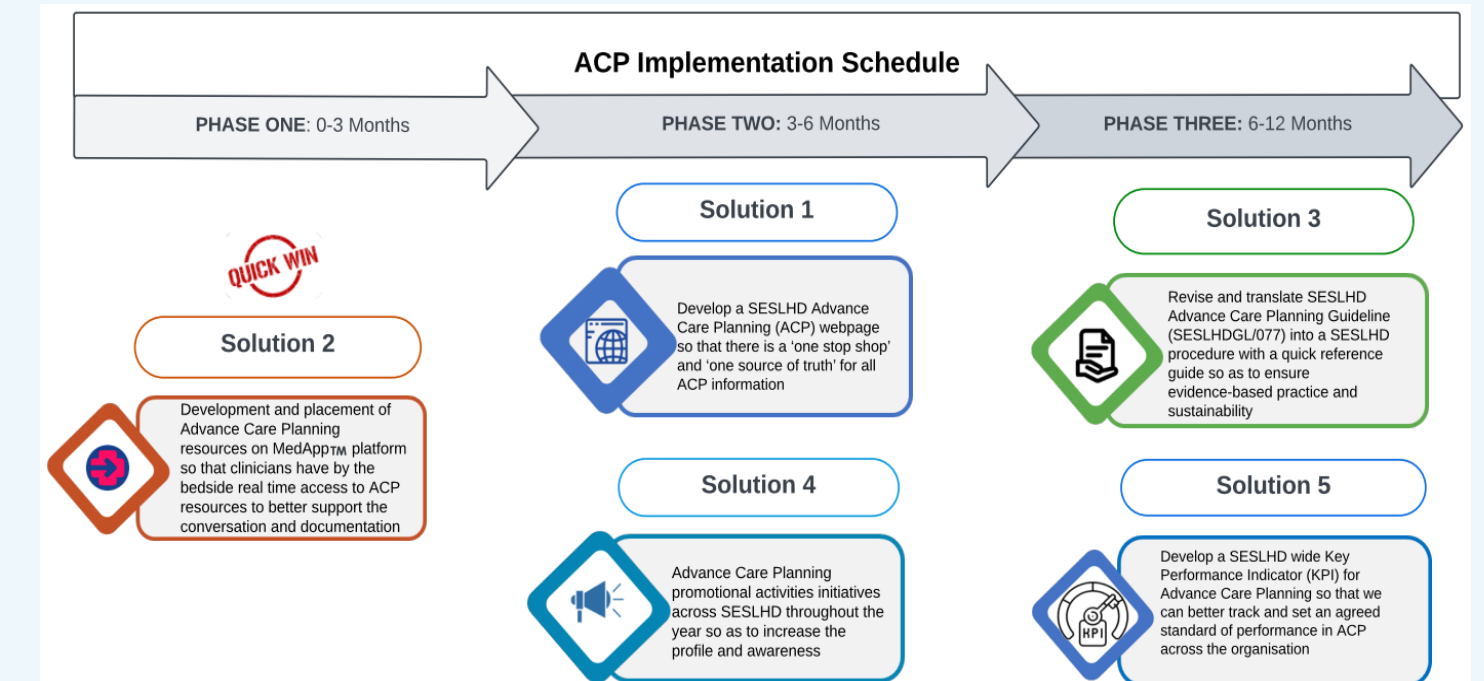 ACP Implementation Schedule
PHASE ONE: 0-3 Months
PHASE TWO: 3-6 Months
PHASE THREE: 6-12 Months
QUICK WIN
Solution 2
Development and placement of
Advance Care Planning
resources on MedApp™ platform
so that clinicians have by the
bedside real time access to ACP
resources to better support the
conversation and documentation
Solution 1
Develop a SESLHD Advance
Care Planning (ACP) webpage
so that there is a ‘one stop shop’
and ‘one source of truth’ for all
ACP information
Solution 4
Advance Care Planning
promotional activities initiatives
across SESLHD throughout the
year so as to increase the
profile and awareness
Solution 3
Revise and translate SESLHD
Advance Care Planning Guideline
(SESLHDGL/077) into a SESLHD
procedure with a quick reference
guide so as to ensure
evidence-based practice and
sustainability
Solution 5
KPI
Develop a SESLHD wide Key
Performance Indicator (KPI) for
Advance Care Planning so that we
can better track and set an agreed
standard of performance in ACP
across the organisation